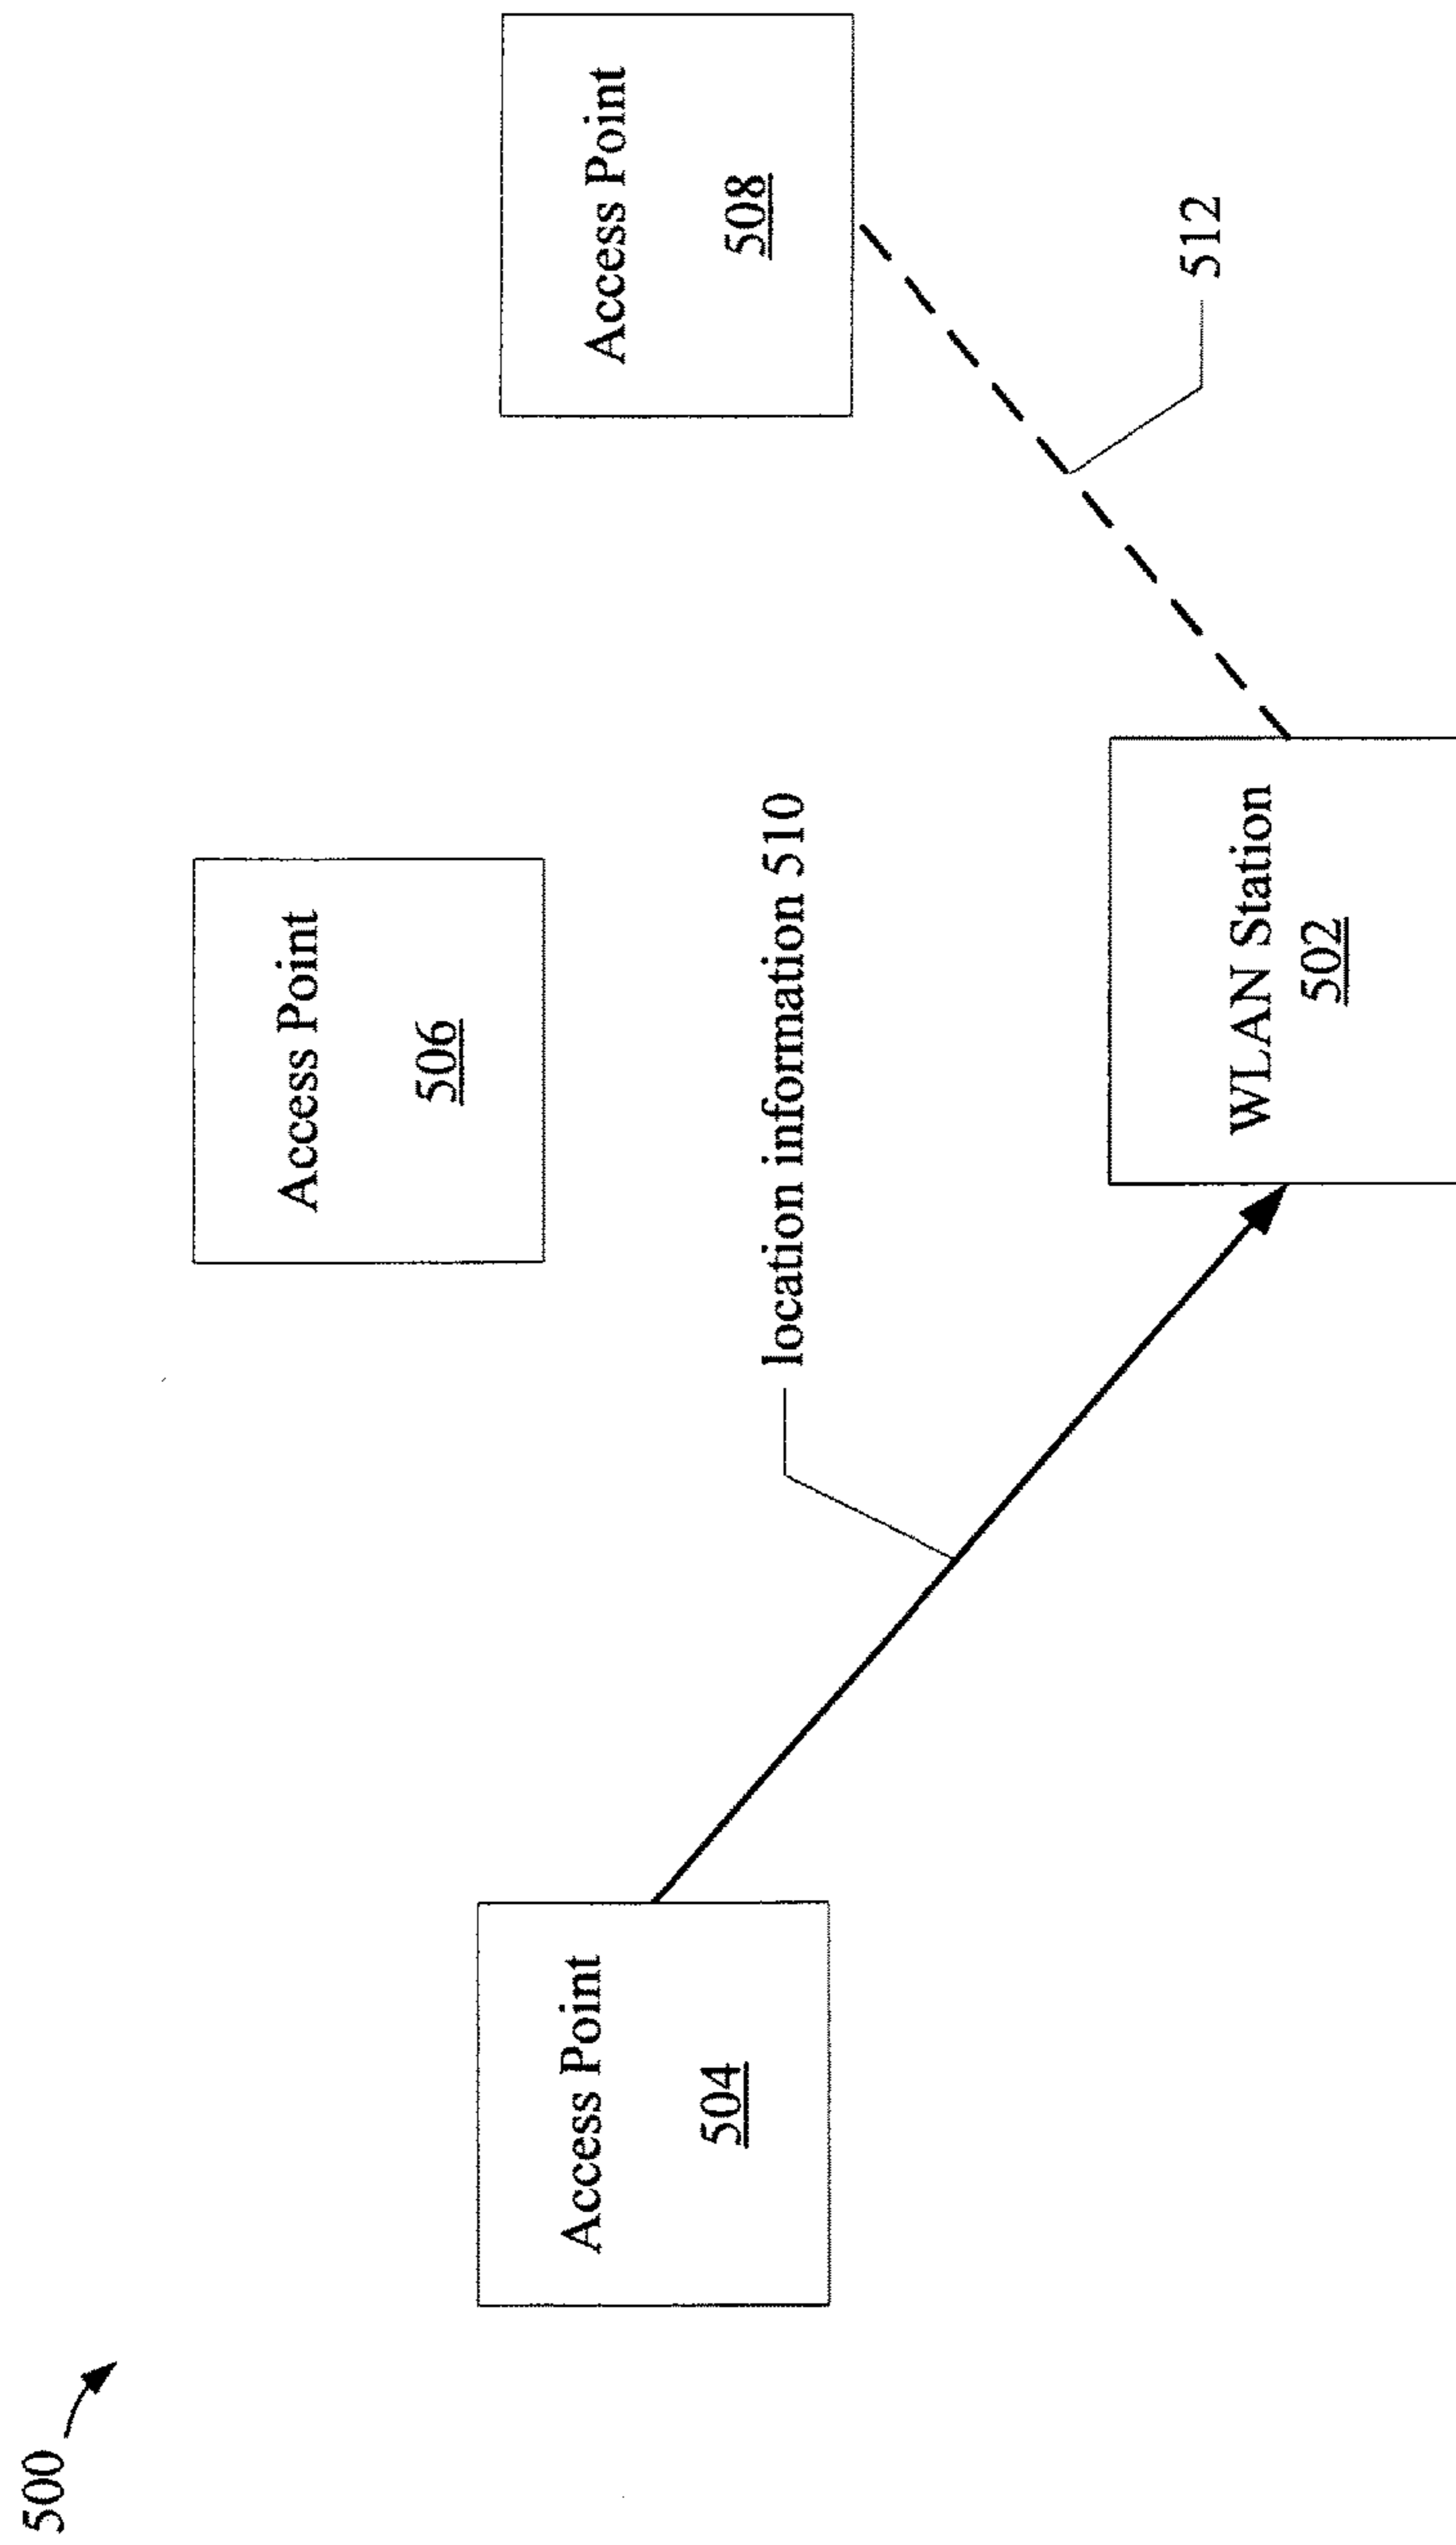 500
Access Point
506
Access Point
504
Access Point
508
location information 510
512
WLAN Station
502